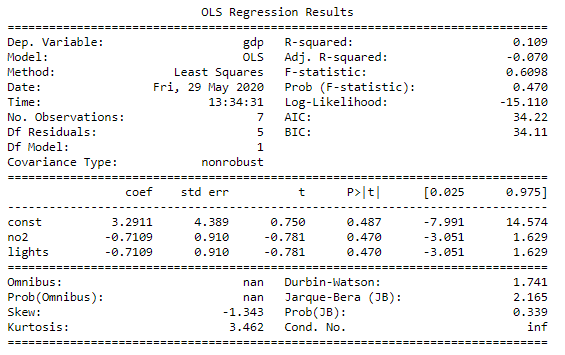 OLS Regression Results
==============================================================================
Dep. Variable:                    gdp   R-squared:                       0.109
Model:                            OLS   Adj. R-squared:                 -0.070
Method:                 Least Squares   F-statistic:                    0.6098
Date:                Fri, 29 May 2020   Prob (F-statistic):              0.470
Time:                        13:34:31   Log-Likelihood:                -15.110
No. Observations:                   7   AIC:                             34.22
Df Residuals:                       5   BIC:                             34.11
Df Model:                           1
Covariance Type:            nonrobust
==============================================================================
                 coef    std err          t      P>|t|      [0.025      0.975]
------------------------------------------------------------------------------
const          3.2911      4.389      0.750      0.487      -7.991      14.574
no2           -0.7109      0.910     -0.781      0.470      -3.051       1.629
lights        -0.7109      0.910     -0.781      0.470      -3.051       1.629
==============================================================================
Omnibus:                          nan   Durbin-Watson:                   1.741
Prob(Omnibus):                    nan   Jarque-Bera (JB):                2.165
Skew:                          -1.343   Prob(JB):                        0.339
Kurtosis:                       3.462   Cond. No.                          inf
==============================================================================